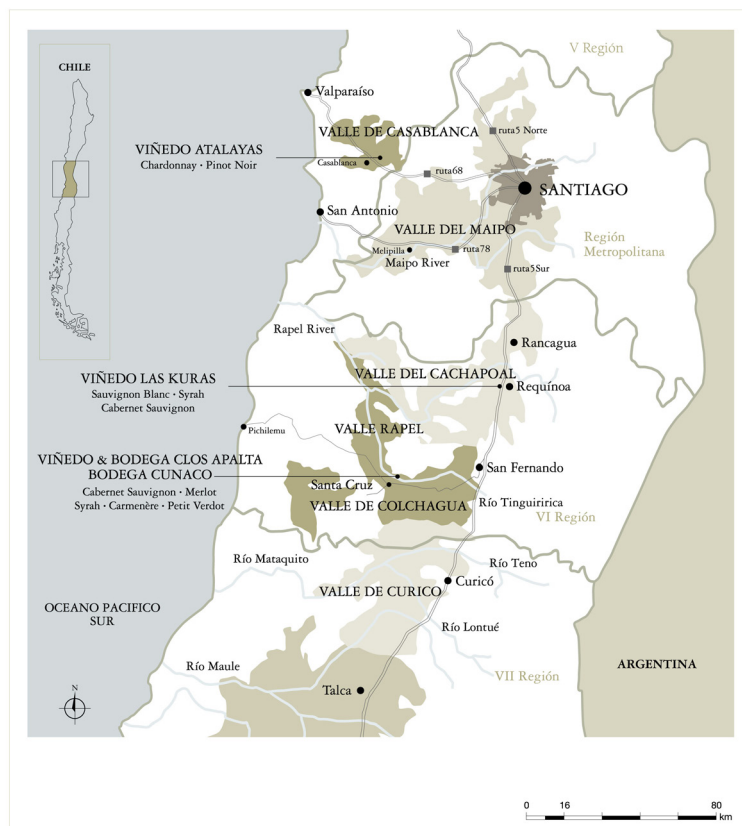 CHILE
V Región
Valparaíso
VALLE DE CASABLANCA
ruta5 Norte
VIÑEDO ATALAYAS
Chardonnay · Pinot Noir
Casablanca
ruta68
SANTIAGO
San Antonio
VALLE DEL MAIPO
Región
Metropolitana
Melipilla
ruta78
Maipo River
ruta5Sur
Rapel River
Rancagua
VALLE DEL CACHAPOAL
VIÑEDO LAS KURAS
Sauvignon Blanc · Syrah
Cabernet Sauvignon
Requínoa
Pichilemu
VALLE RAPEL
VIÑEDO & BODEGA CLOS APALTA
BODEGA CUNACO
Cabernet Sauvignon · Merlot
Syrah · Carmenère · Petit Verdot
San Fernando
Santa Cruz
VALLE DE COLCHAGUA
Río Tinguiririca
VI Región
Río Mataquito
Río Teno
VALLE DE CURICO
Curicó
OCEANO PACIFICO
SUR
Río Lontué
Río Maule
VII Región
ARGENTINA
Talca
N
0 16 80
km